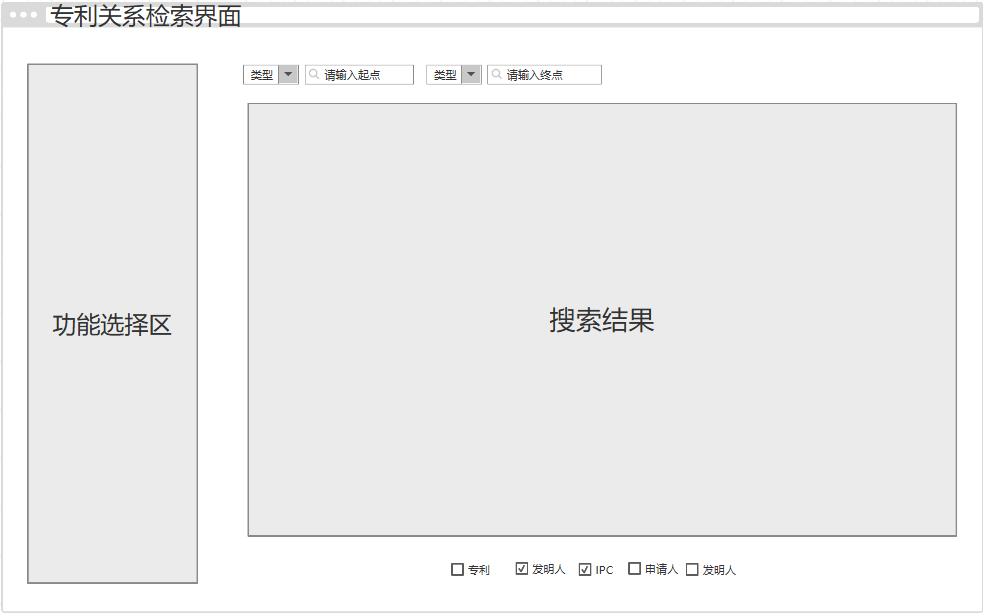 专利关系检索界面
类型 请输入起点 类型 请输入终点
功能选择区
搜索结果
专利 发明人 IPC 申请人 发明人